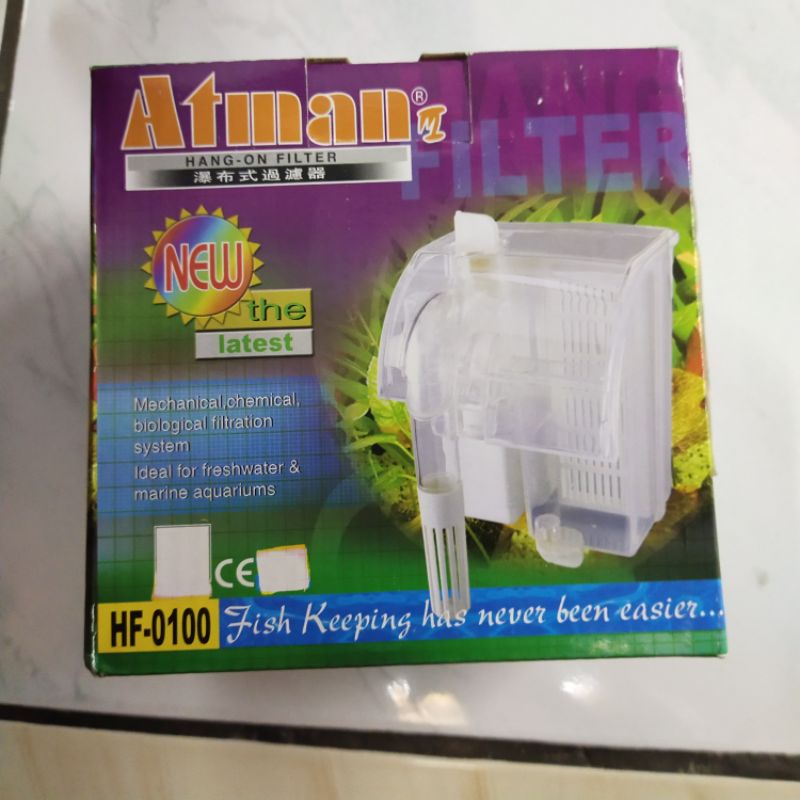 Atman®
HANG-ON FILTER
瀑布式過濾器
HANG
FILTER
NEW
the
latest
Mechanical,chemical,
biological filtration
system
Ideal for freshwater &
marine aquariums
CE
HF-0100
Fish Keeping has never been easier...